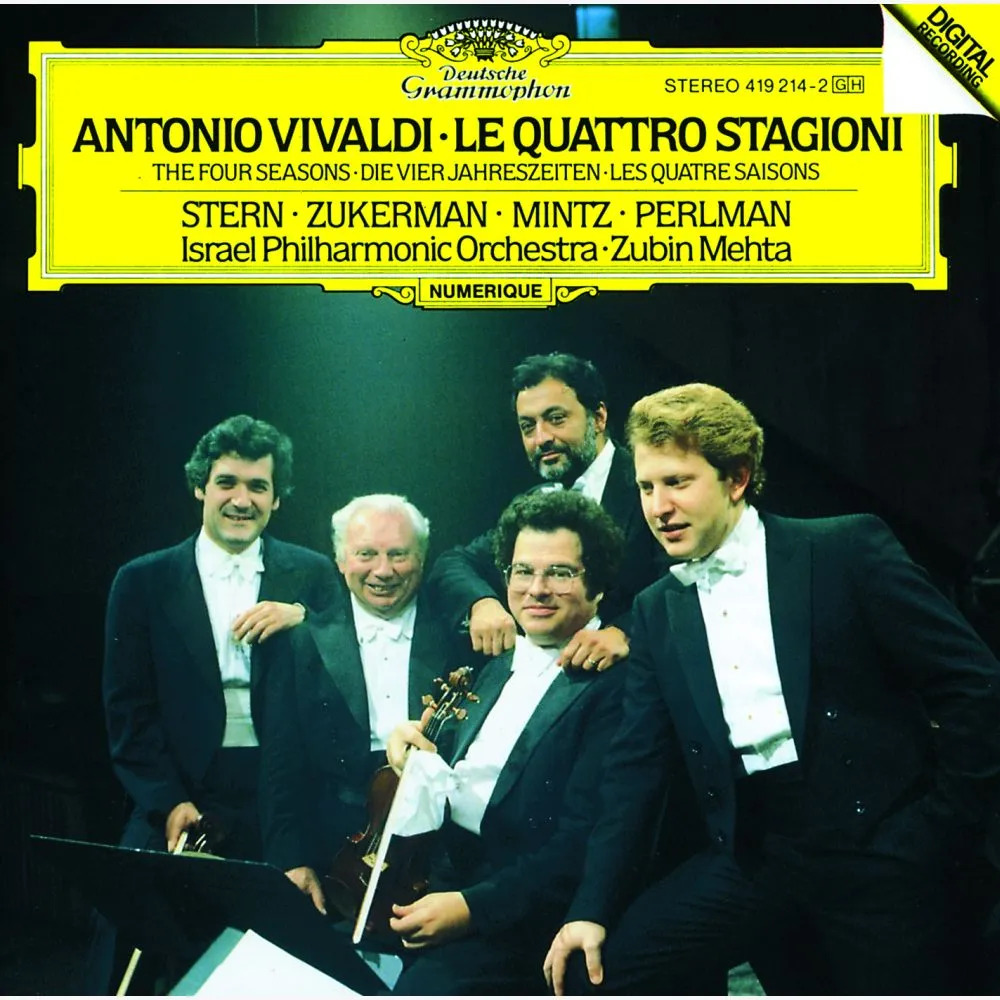 DIGITAL
RECORDING
Deutsche
Grammophon
STEREO 419 214-2 GH
ANTONIO VIVALDI·LE QUATTRO STAGIONI
THE FOUR SEASONS·DIE VIER JAHRESZEITEN·LES QUATRE SAISONS
STERN·ZUKERMAN·MINTZ·PERLMAN
Israel Philharmonic Orchestra·Zubin Mehta
NUMERIQUE